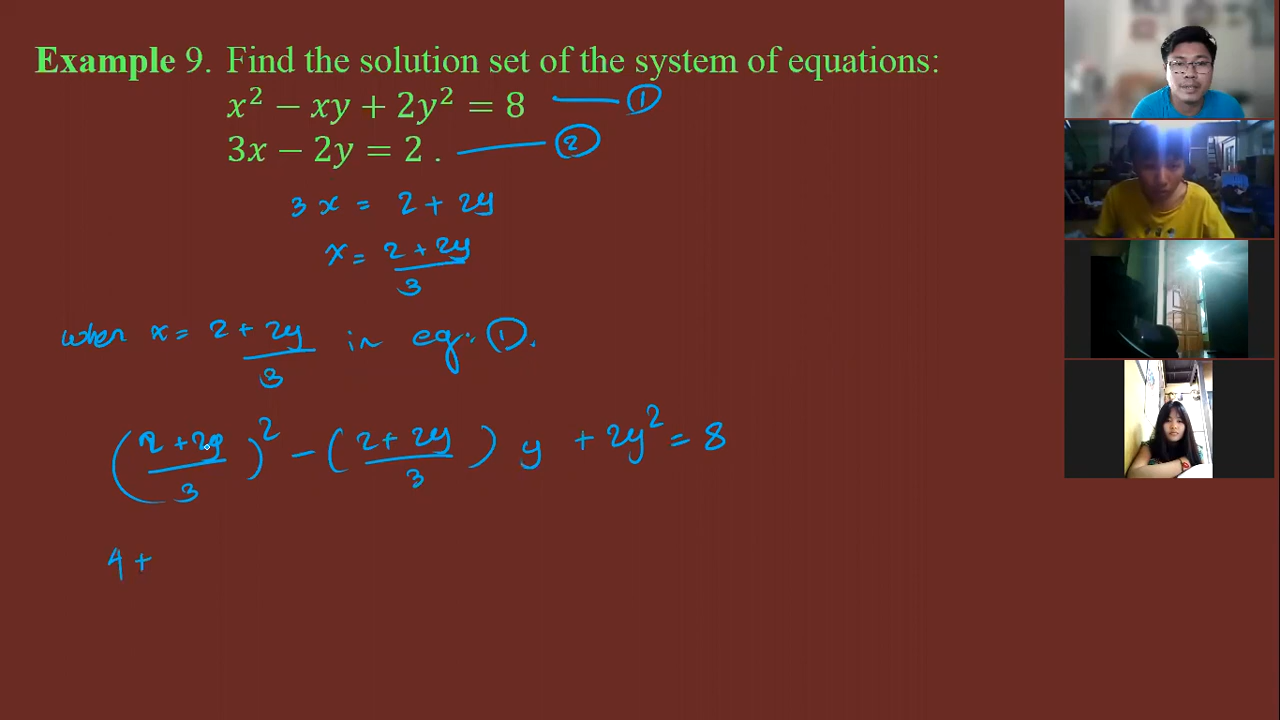 Example 9. Find the solution set of the system of equations:
x² − xy + 2y² = 8 —— ①
3x − 2y = 2 . —— ②
3x = 2 + 2y
x = (2 + 2y)/3
when x = (2 + 2y)/3 in eq: ①.
((2 + 2y)/3)² − ((2 + 2y)/3) y + 2y² = 8
4 +